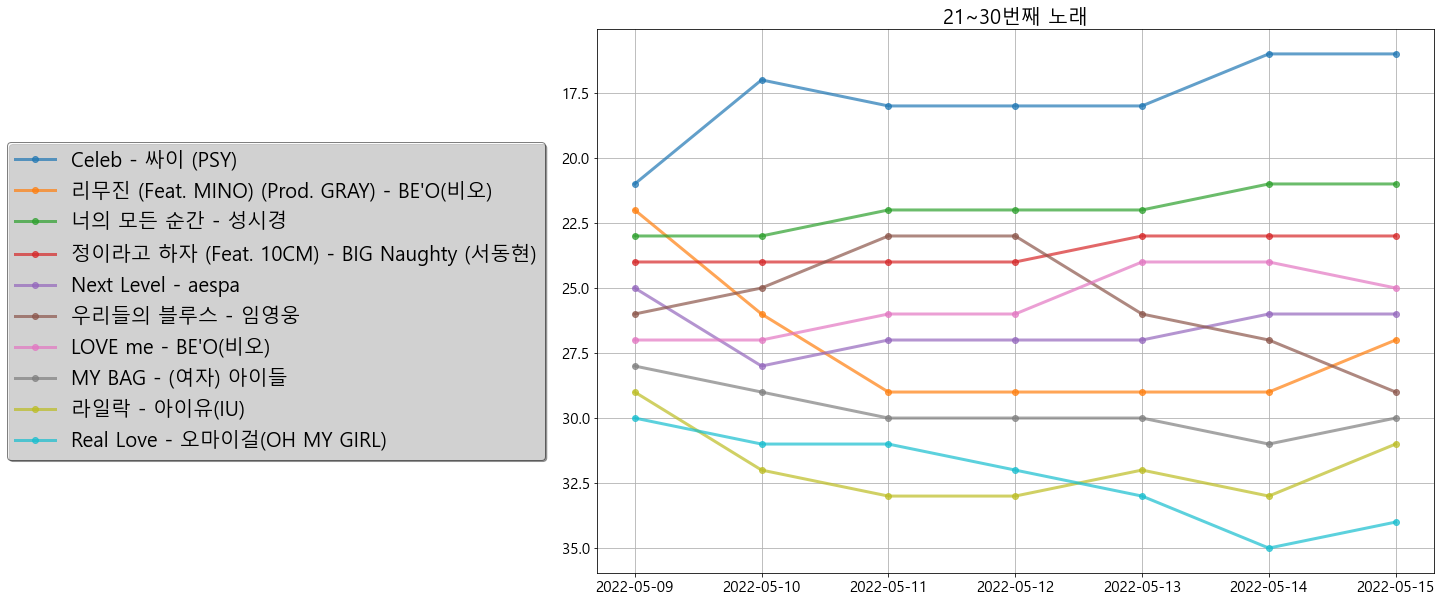 21~30번째 노래
Celeb - 싸이 (PSY)
리무진 (Feat. MINO) (Prod. GRAY) - BE'O(비오)
너의 모든 순간 - 성시경
정이라고 하자 (Feat. 10CM) - BIG Naughty (서동현)
Next Level - aespa
우리들의 블루스 - 임영웅
LOVE me - BE'O(비오)
MY BAG - (여자) 아이들
라일락 - 아이유(IU)
Real Love - 오마이걸(OH MY GIRL)
17.5
20.0
22.5
25.0
27.5
30.0
32.5
35.0
2022-05-09 2022-05-10 2022-05-11 2022-05-12 2022-05-13 2022-05-14 2022-05-15